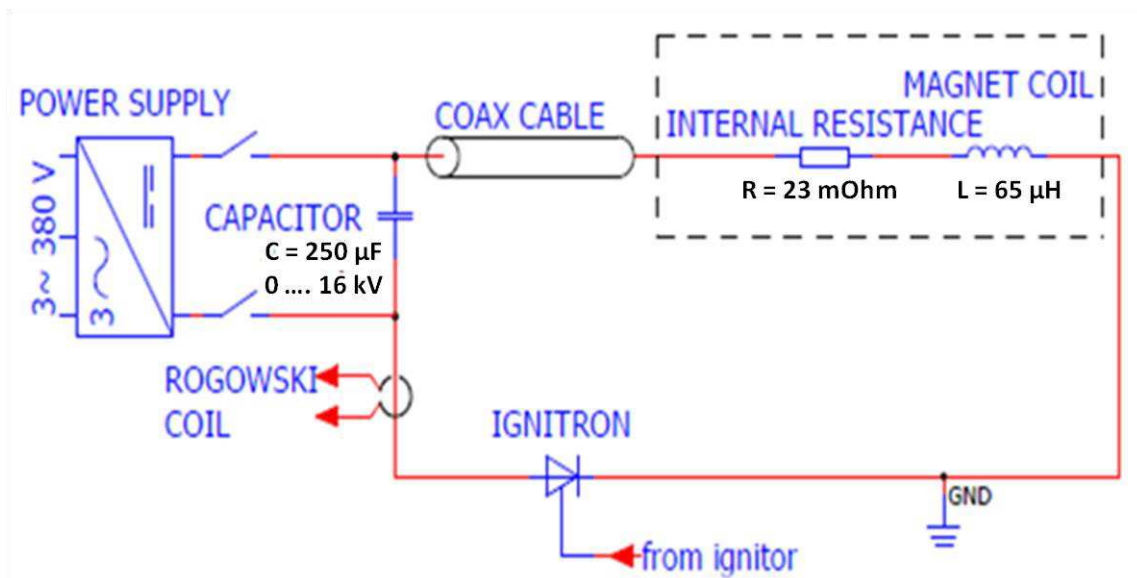 POWER SUPPLY
3~ 380 V
3
CAPACITOR
C = 250 µF
0 .... 16 kV
COAX CABLE
MAGNET COIL
INTERNAL RESISTANCE
R = 23 mOhm
L = 65 µH
ROGOWSKI
COIL
IGNITRON
GND
from ignitor